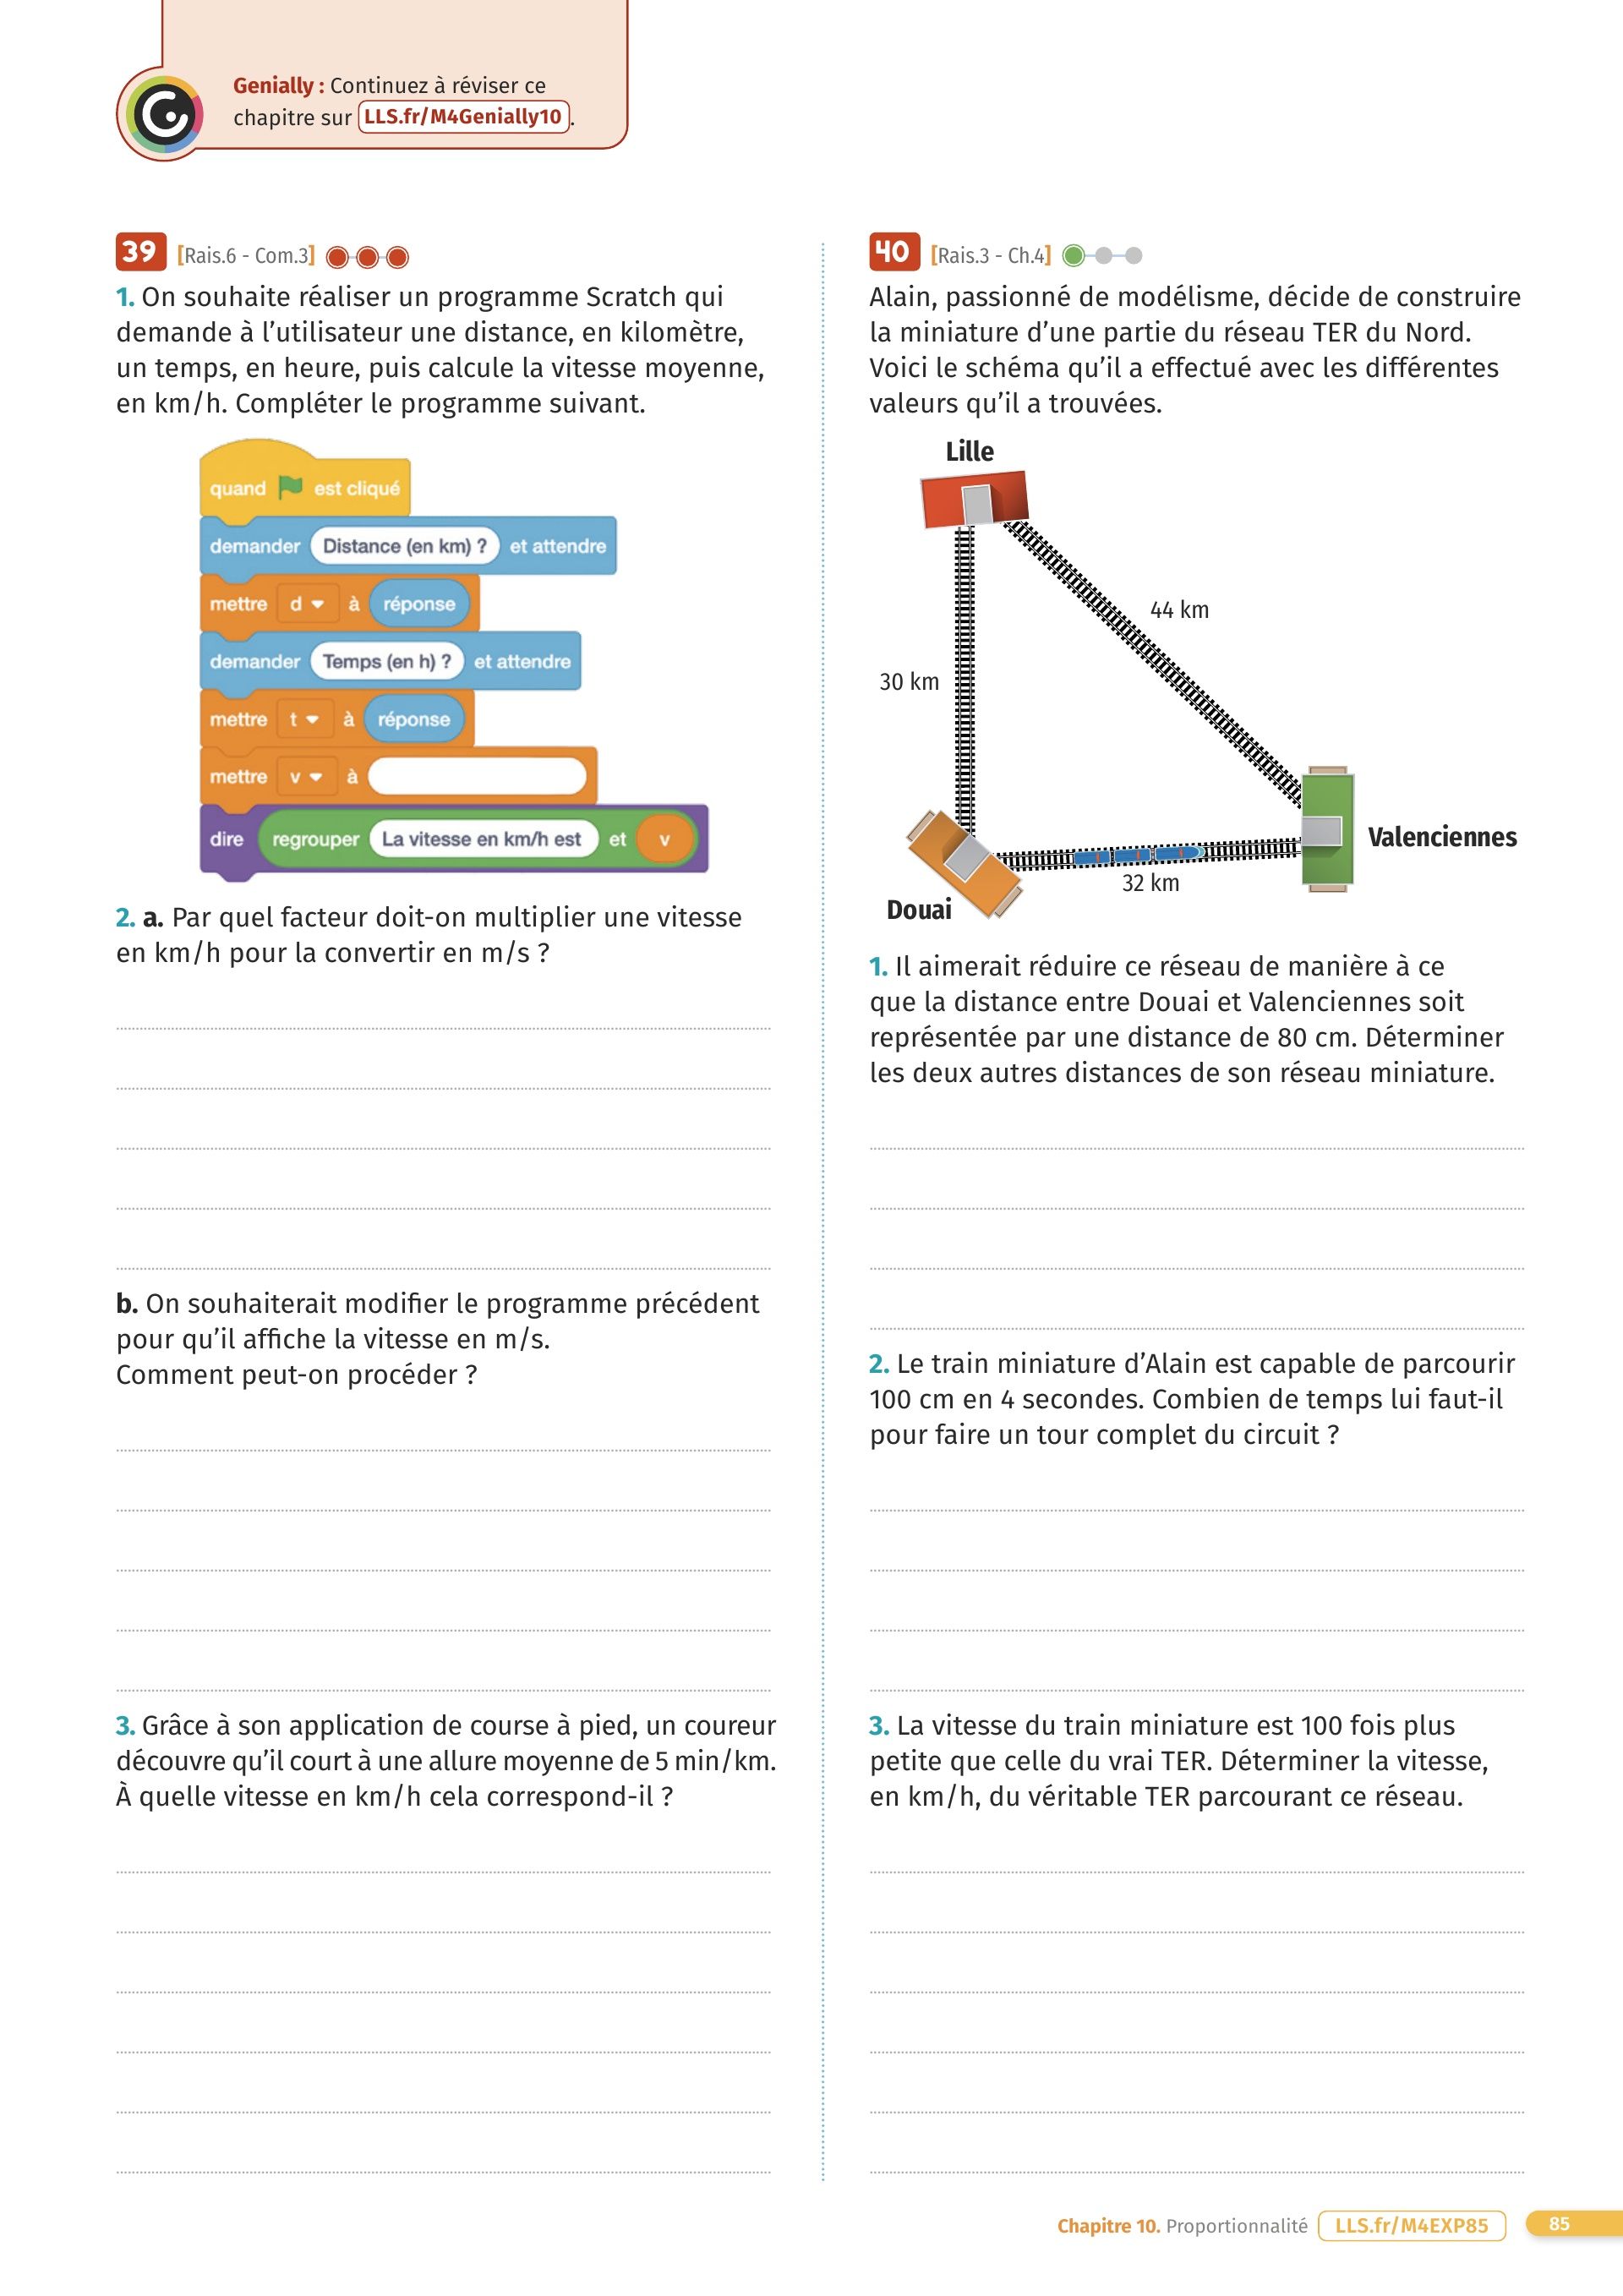 Genially : Continuez à réviser ce
chapitre sur LLS.fr/M4Genially10.
39 [Rais.6 - Com.3]
1. On souhaite réaliser un programme Scratch qui
demande à l’utilisateur une distance, en kilomètre,
un temps, en heure, puis calcule la vitesse moyenne,
en km/h. Compléter le programme suivant.
quand est cliqué
demander Distance (en km) ? et attendre
mettre d à réponse
demander Temps (en h) ? et attendre
mettre t à réponse
mettre v à
dire regrouper La vitesse en km/h est et v
2. a. Par quel facteur doit-on multiplier une vitesse
en km/h pour la convertir en m/s ?
b. On souhaiterait modifier le programme précédent
pour qu’il affiche la vitesse en m/s.
Comment peut-on procéder ?
3. Grâce à son application de course à pied, un coureur
découvre qu’il court à une allure moyenne de 5 min/km.
À quelle vitesse en km/h cela correspond-il ?
40 [Rais.3 - Ch.4]
Alain, passionné de modélisme, décide de construire
la miniature d’une partie du réseau TER du Nord.
Voici le schéma qu’il a effectué avec les différentes
valeurs qu’il a trouvées.
Lille
44 km
30 km
Valenciennes
32 km
Douai
1. Il aimerait réduire ce réseau de manière à ce
que la distance entre Douai et Valenciennes soit
représentée par une distance de 80 cm. Déterminer
les deux autres distances de son réseau miniature.
2. Le train miniature d’Alain est capable de parcourir
100 cm en 4 secondes. Combien de temps lui faut-il
pour faire un tour complet du circuit ?
3. La vitesse du train miniature est 100 fois plus
petite que celle du vrai TER. Déterminer la vitesse,
en km/h, du véritable TER parcourant ce réseau.
Chapitre 10. Proportionnalité LLS.fr/M4EXP85 85